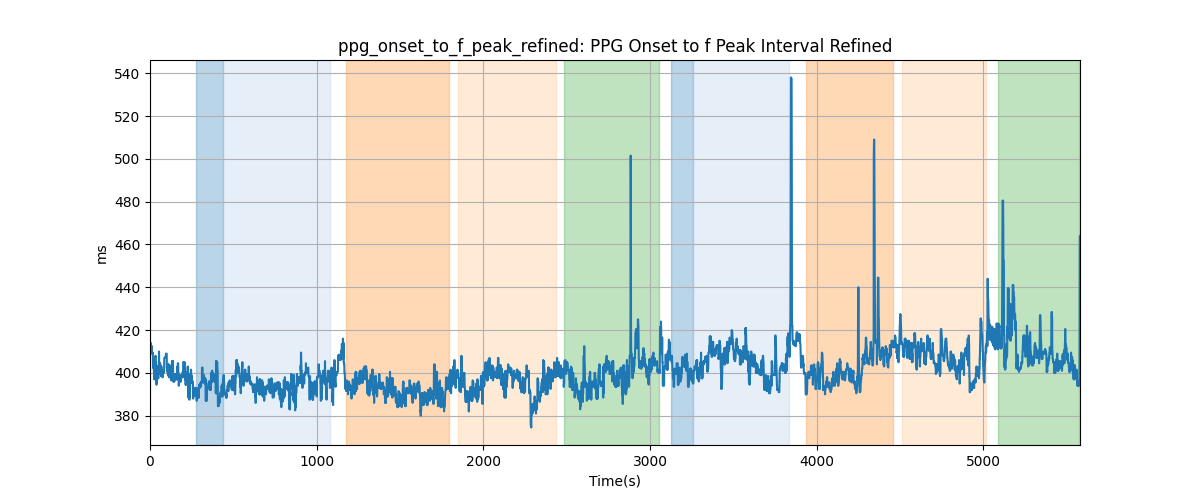 ppg_onset_to_f_peak_refined: PPG Onset to f Peak Interval Refined
540
520
500
480
460
440
420
400
380
ms
0 1000 2000 3000 4000 5000
Time(s)